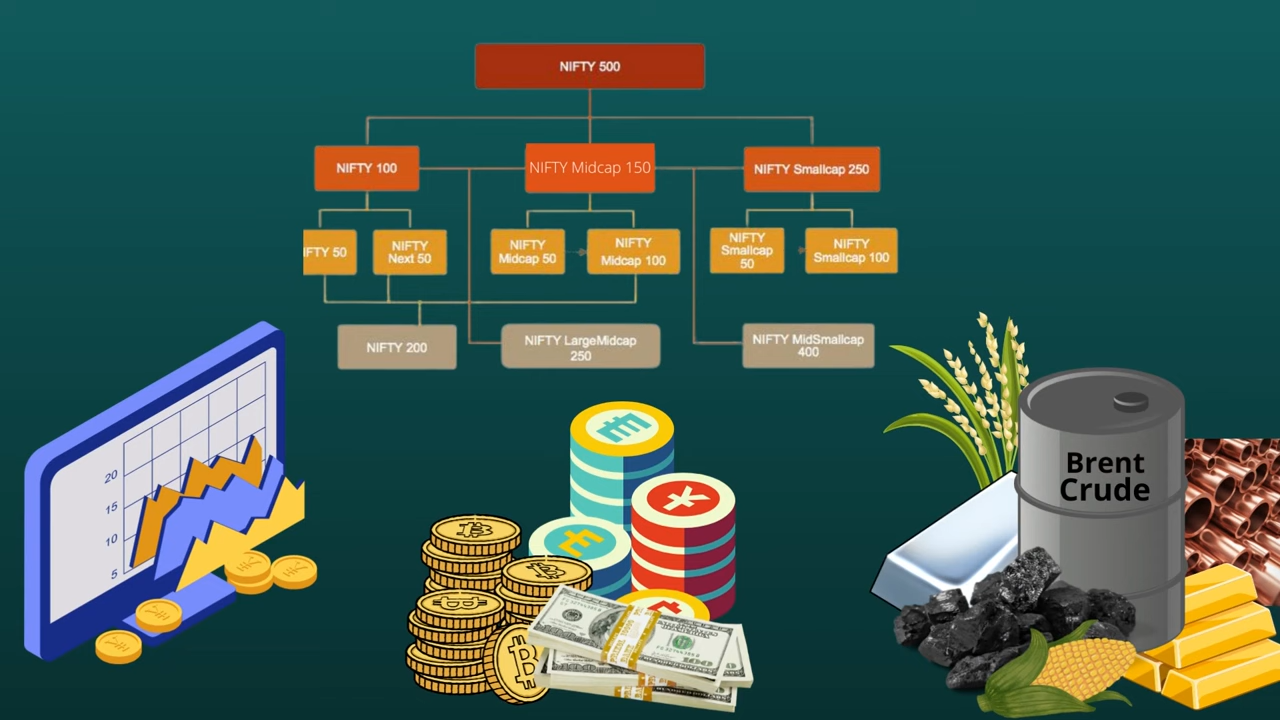 NIFTY 500
NIFTY 100
NIFTY Midcap 150
NIFTY Smallcap 250
IFTY 50
NIFTY
Next 50
NIFTY
Midcap 50
NIFTY
Midcap 100
NIFTY
Smallcap
50
NIFTY
Smallcap 100
NIFTY 200
NIFTY LargeMidcap
250
NIFTY MidSmallcap
400
20
15
10
5
Brent
Crude
100